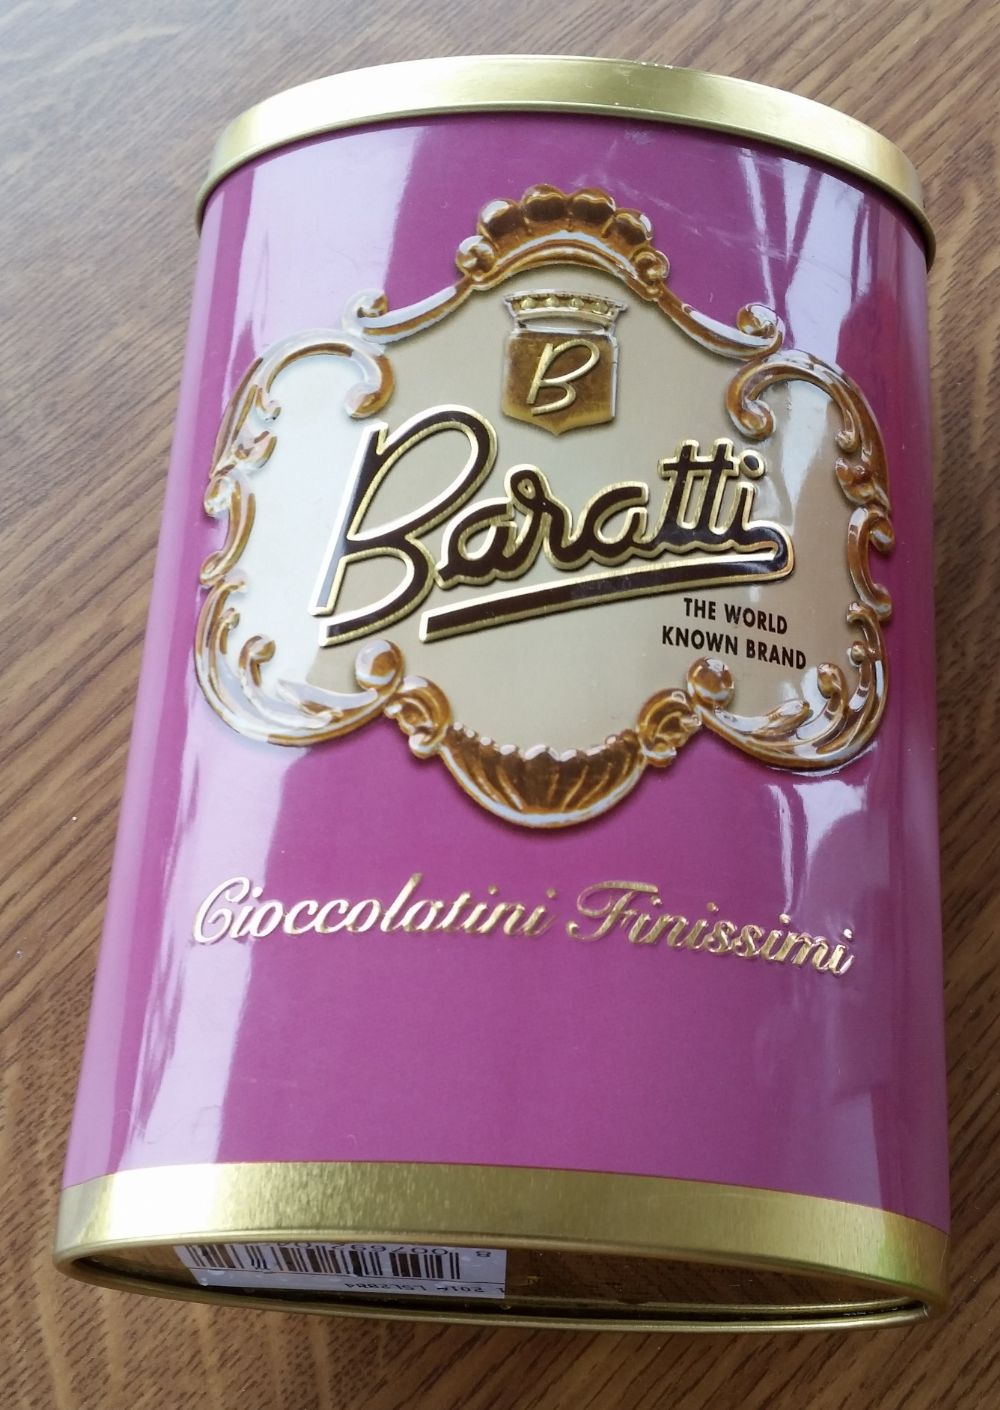 B
Baratti
THE WORLD
KNOWN BRAND
Cioccolatini Finissimi